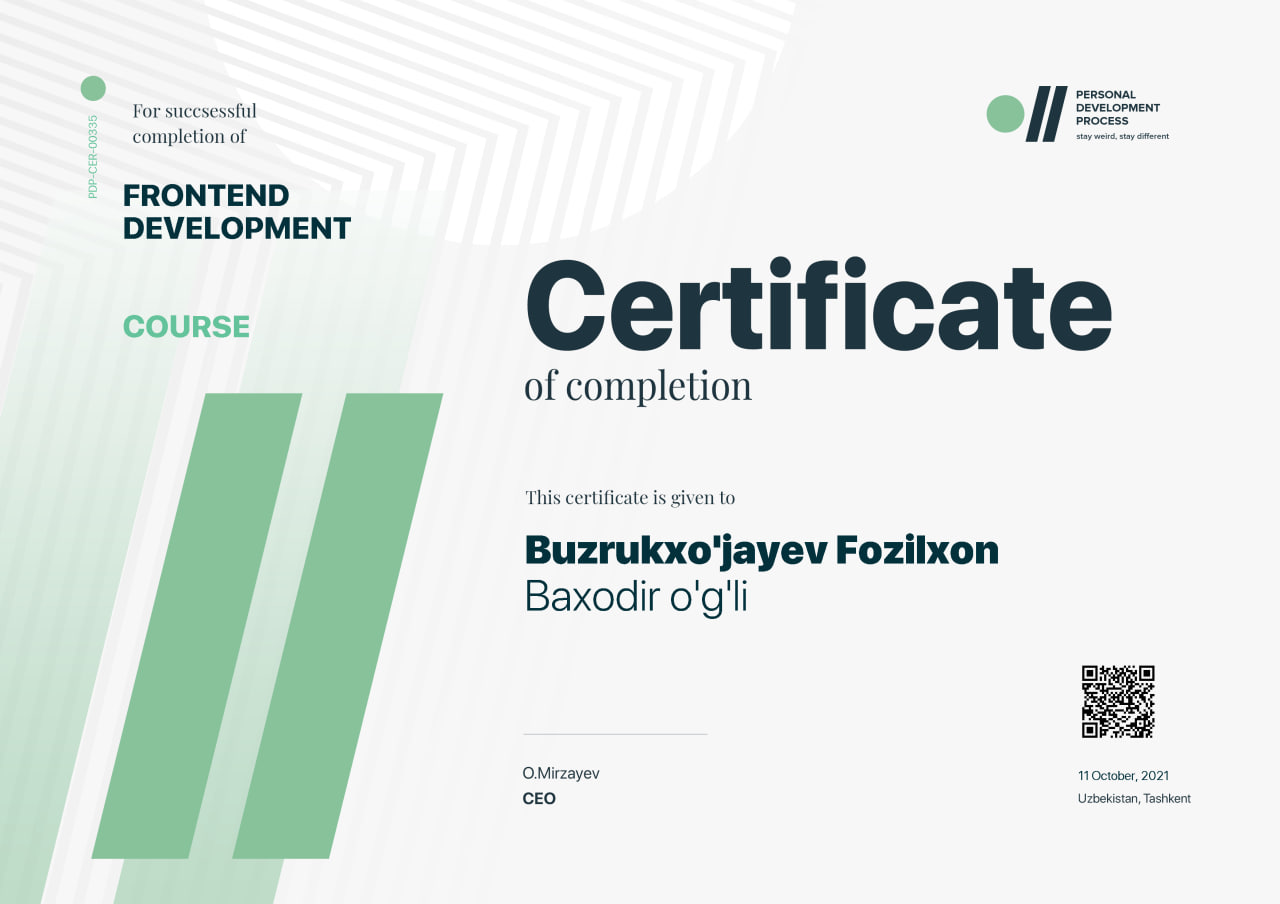 For succsessful
completion of
PDP-CER-00335
FRONTEND
DEVELOPMENT
COURSE
PERSONAL
DEVELOPMENT
PROCESS
stay weird, stay different
Certificate
of completion
This certificate is given to
Buzrukxo'jayev Fozilxon
Baxodir o'g'li
O.Mirzayev
CEO
11 October, 2021
Uzbekistan, Tashkent